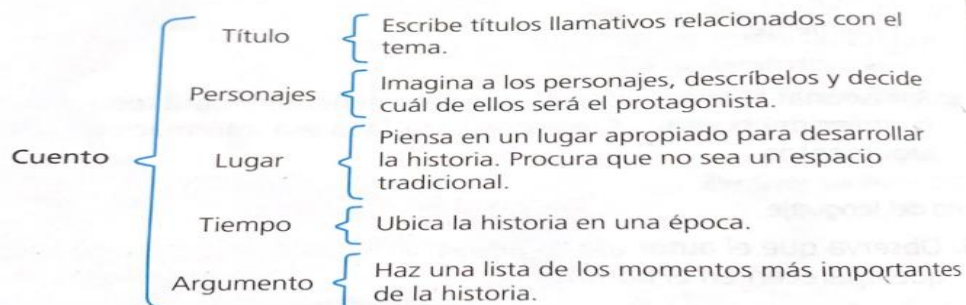 Título
Escribe títulos llamativos relacionados con el
tema.
Personajes
Imagina a los personajes, descríbelos y decide
cuál de ellos será el protagonista.
Cuento
Lugar
Piensa en un lugar apropiado para desarrollar
la historia. Procura que no sea un espacio
tradicional.
Tiempo
Ubica la historia en una época.
Argumento
Haz una lista de los momentos más importantes
de la historia.